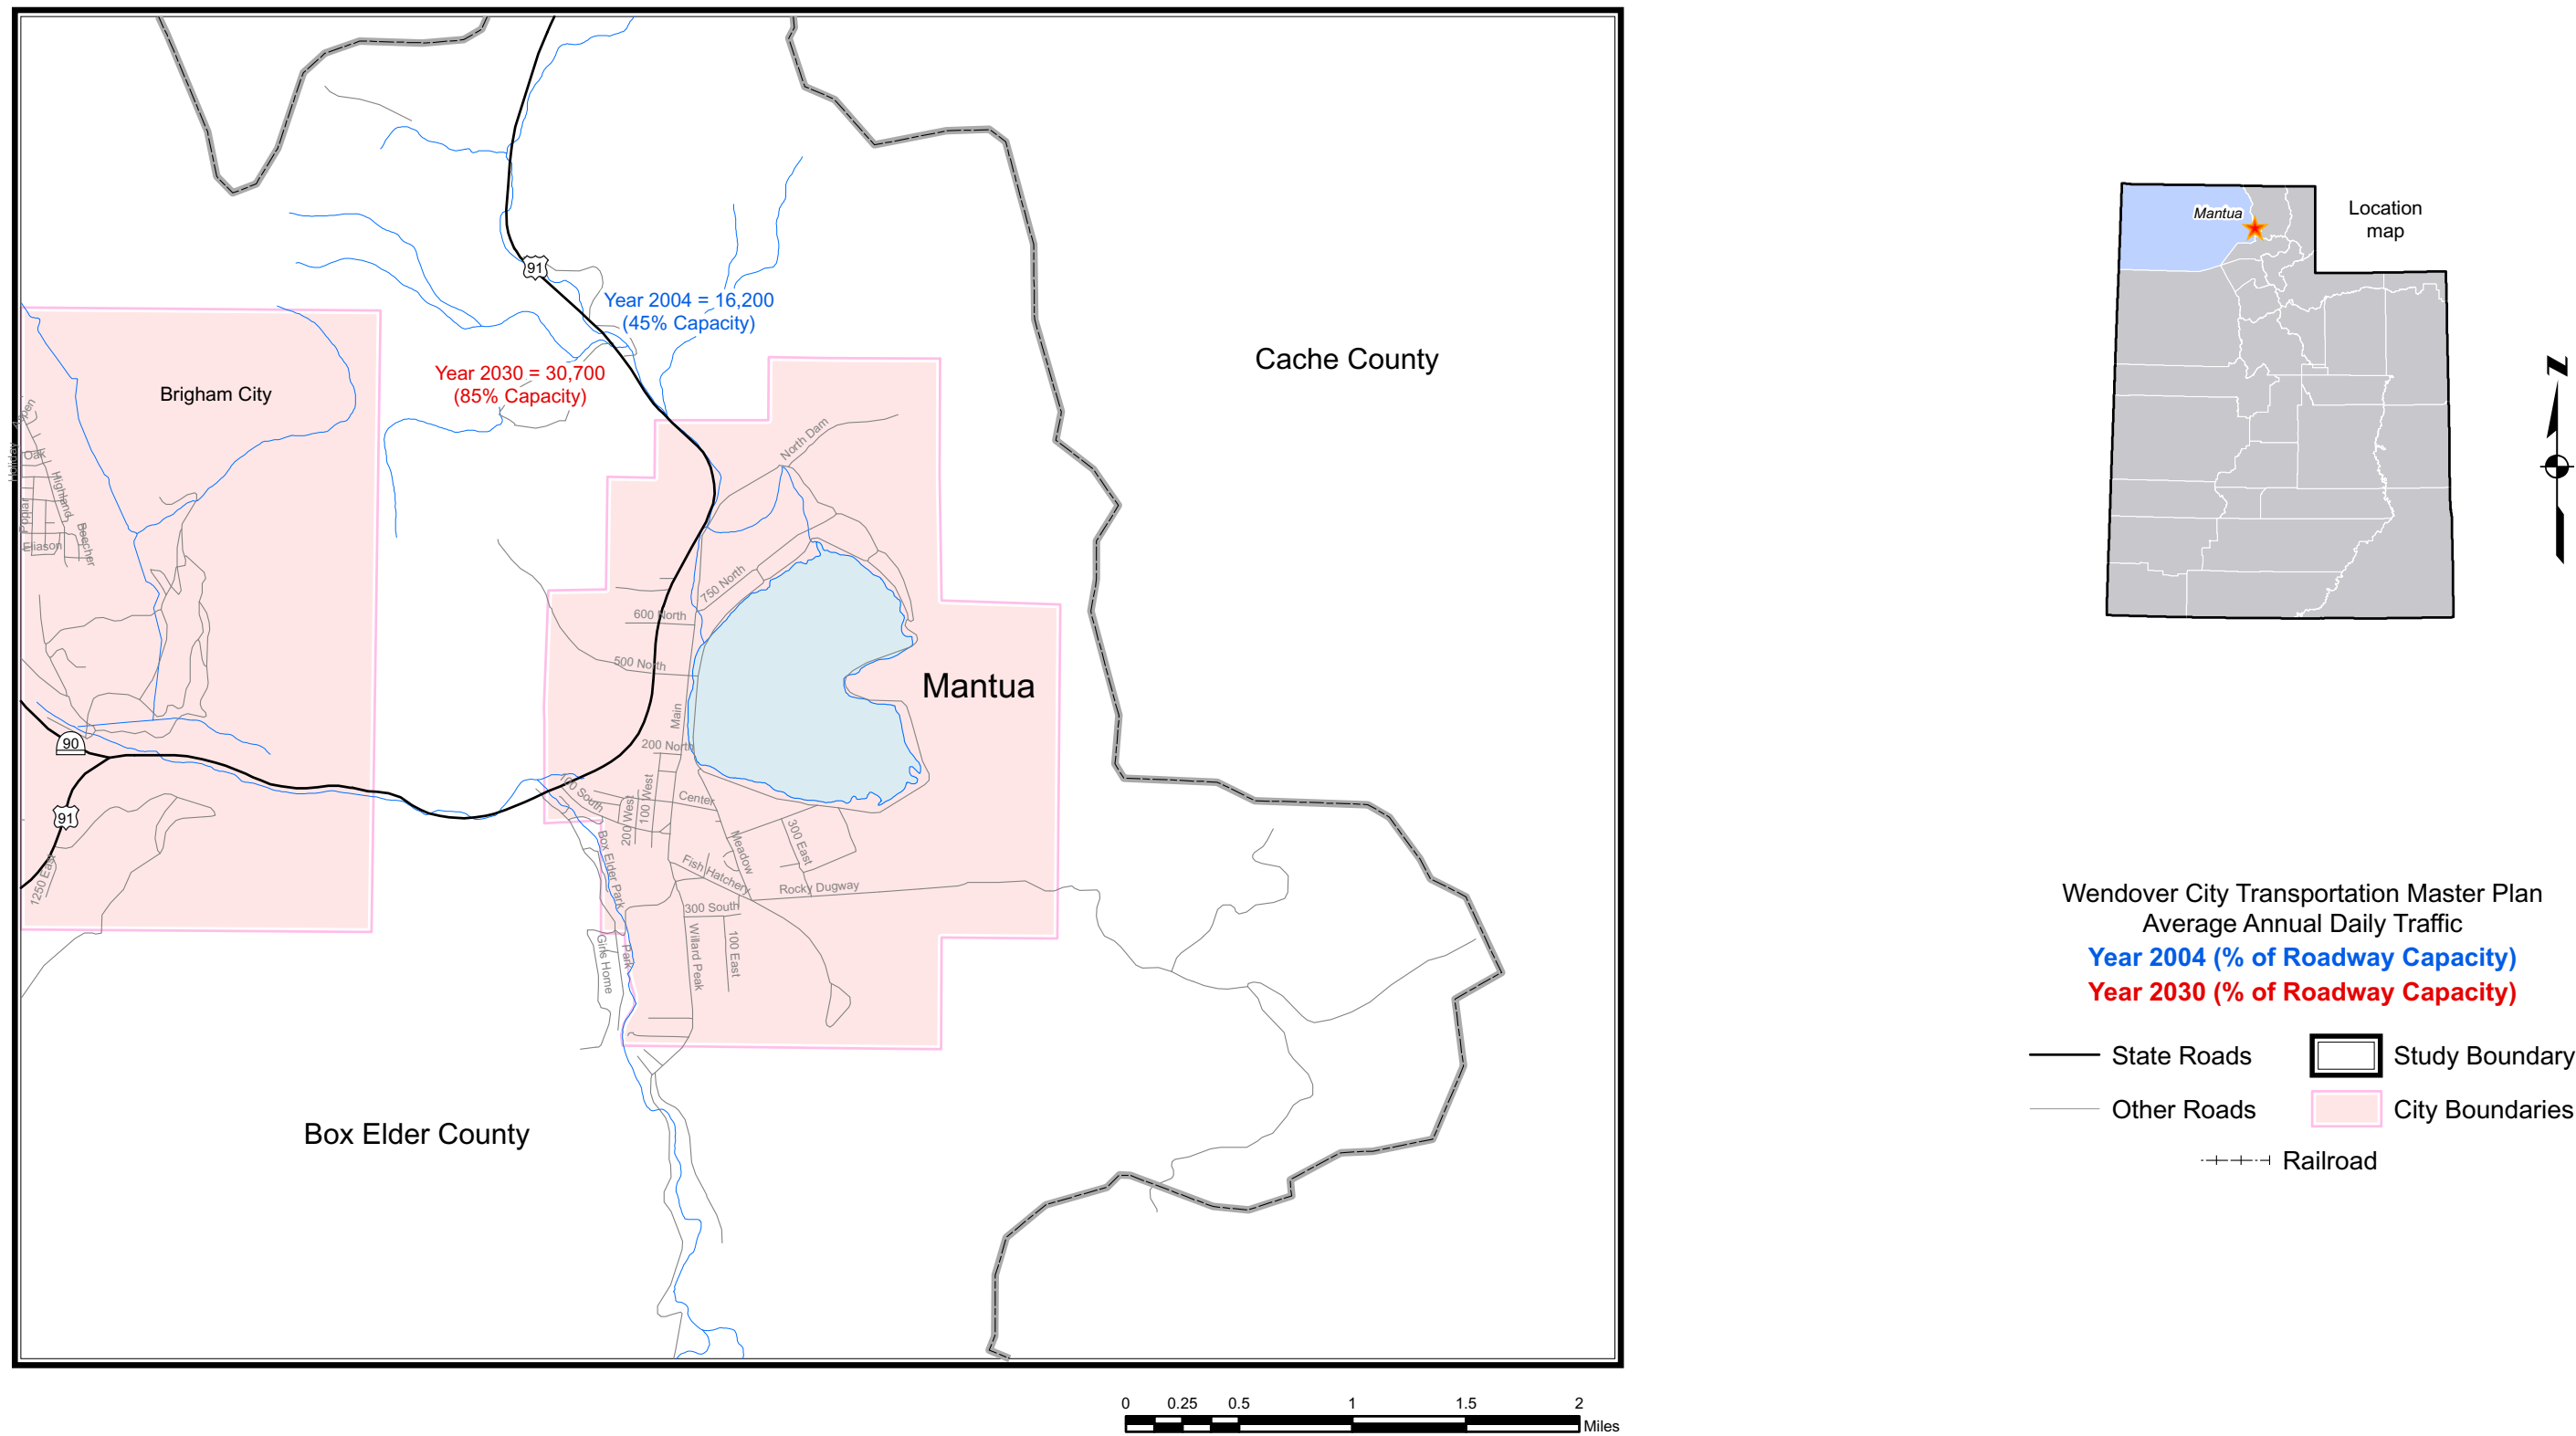 91
Year 2004 = 16,200
(45% Capacity)
Year 2030 = 30,700
(85% Capacity)
Cache County
Brigham City
North Dam
Aspen
Holiday
Oak
Highland
Poplar
Beecher
Eliason
750 North
600 North
500 North
Mantua
Main
200 North
90
91
100 South
Center
200 West
100 West
300 East
Meadow
Box Elder Park
Fish Hatchery
Rocky Dugway
1250 East
300 South
Willard Peak
100 East
Girls Home
Park
Box Elder County
0
0.25
0.5
1
1.5
2
Miles
Mantua
Location
map
N
Wendover City Transportation Master Plan
Average Annual Daily Traffic
Year 2004 (% of Roadway Capacity)
Year 2030 (% of Roadway Capacity)
State Roads
Study Boundary
Other Roads
City Boundaries
Railroad